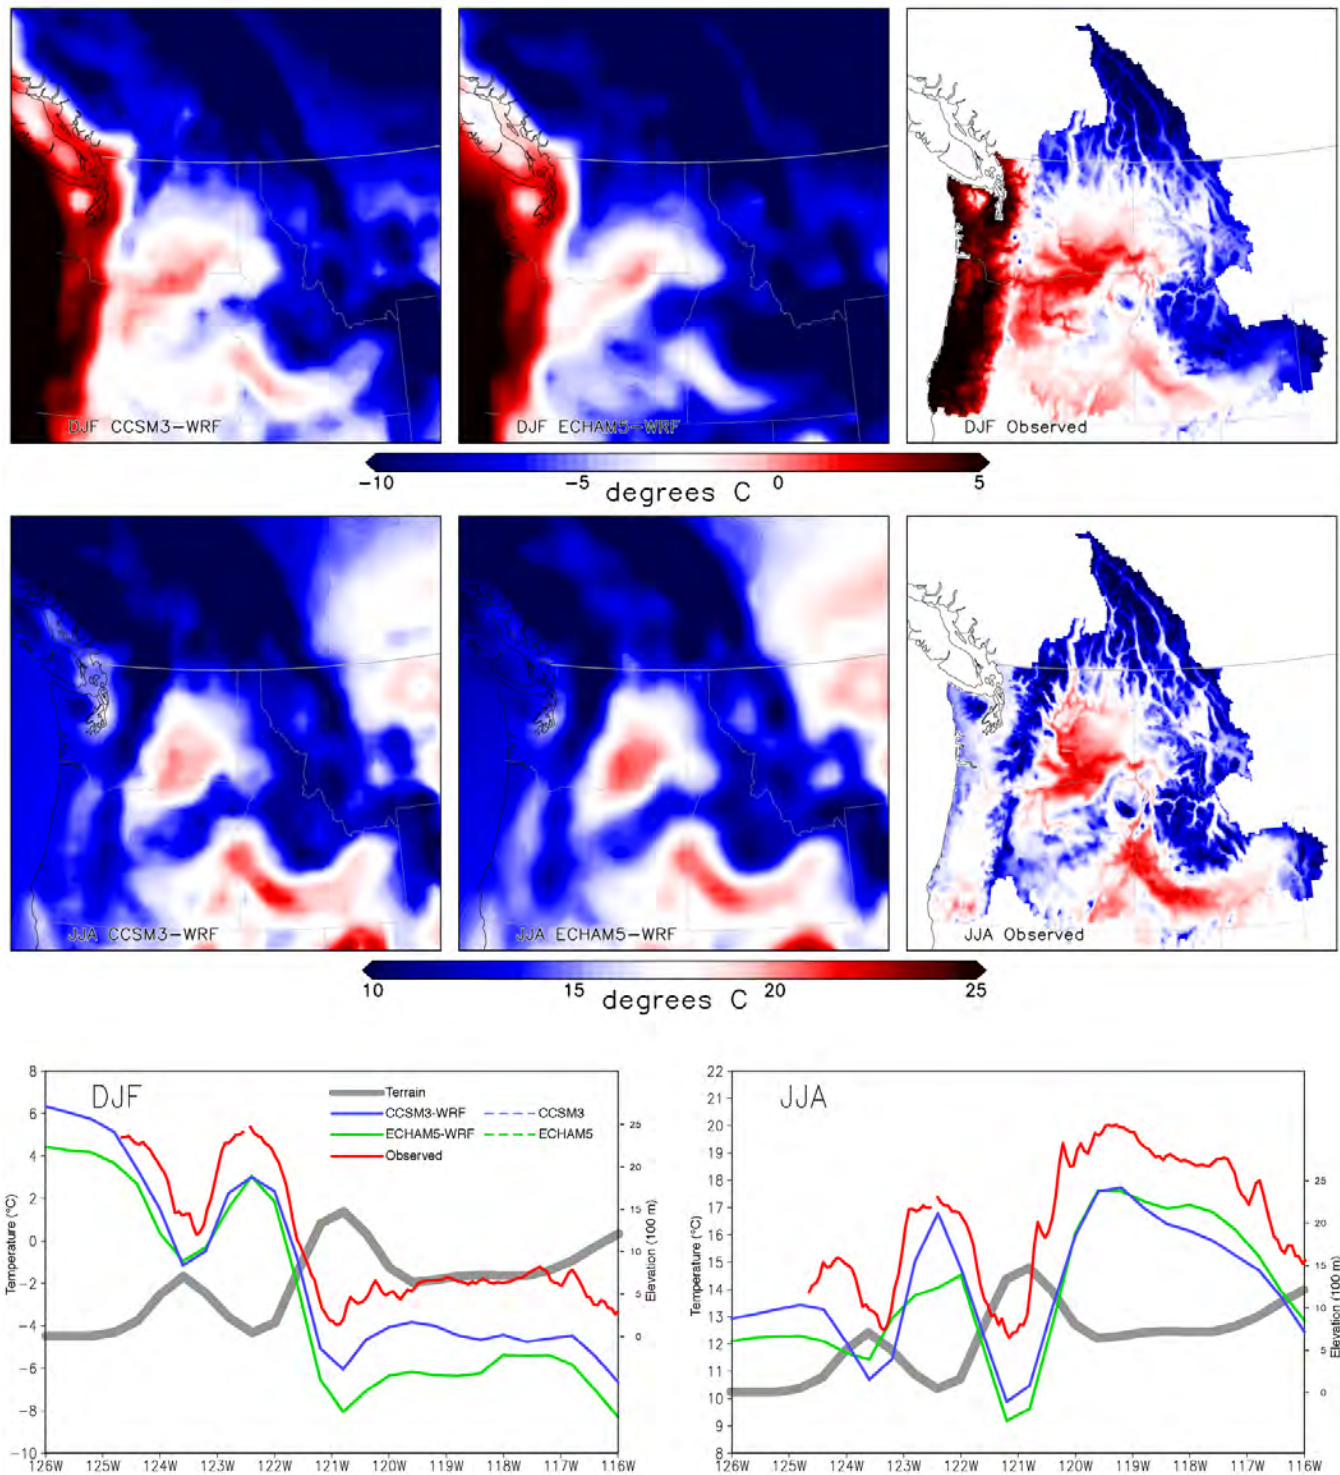 DJF CCSM3-WRF
DJF ECHAM5-WRF
DJF Observed
-10 -5 0 5
degrees C
JJA CCSM3-WRF
JJA ECHAM5-WRF
JJA Observed
10 15 20 25
degrees C
DJF
Terrain
CCSM3-WRF
CCSM3
ECHAM5-WRF
ECHAM5
Observed
Temperature (°C)
8
6
4
2
0
-2
-4
-6
-8
-10
Elevation (100 m)
25
20
15
10
5
0
126W 125W 124W 123W 122W 121W 120W 119W 118W 117W 116W
JJA
Temperature (°C)
22
21
20
19
18
17
16
15
14
13
12
11
10
9
8
Elevation (100 m)
25
20
15
10
5
0
126W 125W 124W 123W 122W 121W 120W 119W 118W 117W 116W